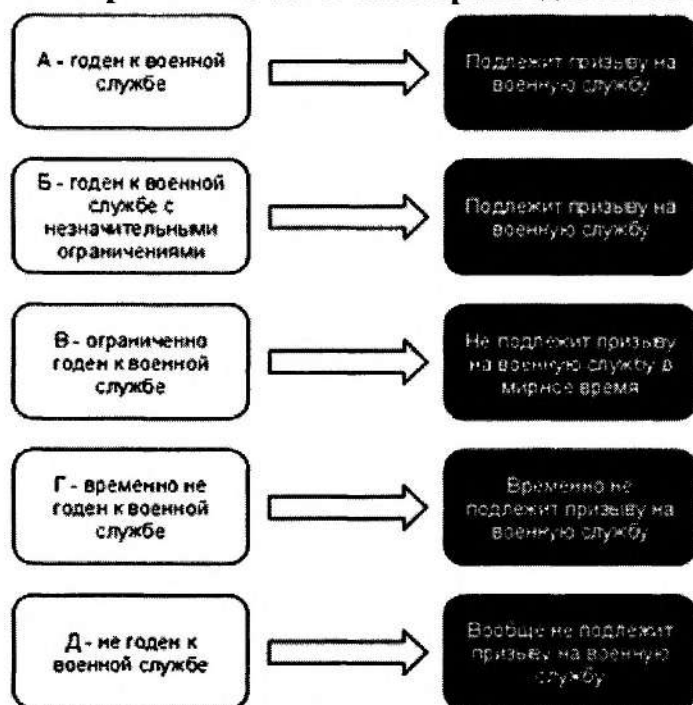 А - годен к военной
службе
Подлежит призыву на
военную службу
Б - годен к военной
службе с
незначительными
ограничениями
Подлежит призыву на
военную службу
В - ограниченно
годен к военной
службе
Не подлежит призыву
на военную службу в
мирное время
Г - временно не
годен к военной
службе
Временно не
подлежит призыву на
военную службу
Д - не годен к
военной службе
Вообще не подлежит
призыву на военную
службу